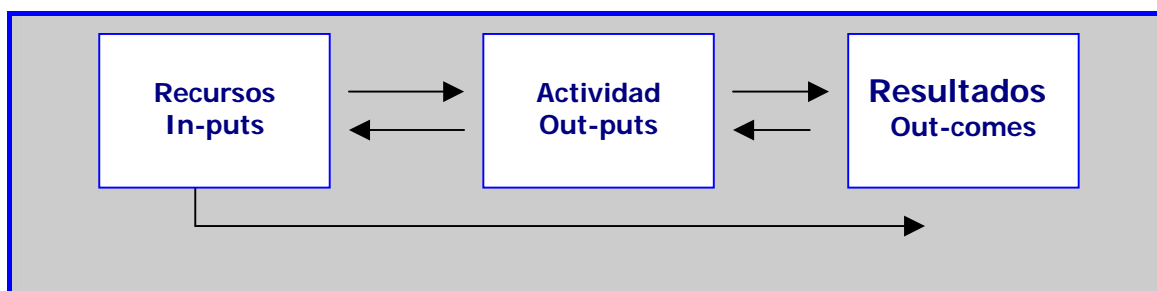 Recursos
In-puts
Actividad
Out-puts
Resultados
Out-comes